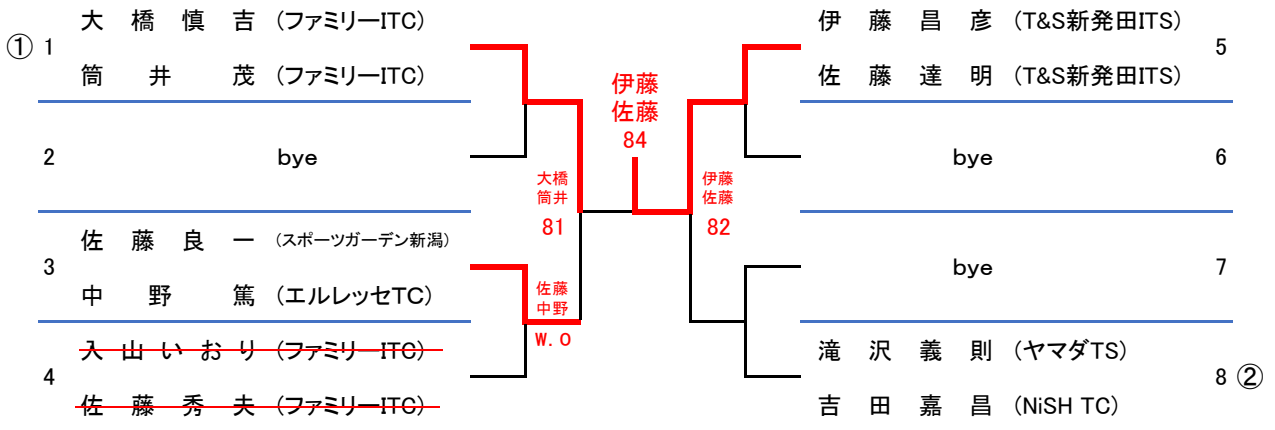 大橋慎吉 (ファミリーITC)
① 1
筒井茂 (ファミリーITC)
2 bye
佐藤良一 (スポーツガーデン新潟)
3
中野篤 (エルレッセTC)
入山いおり (ファミリーITC)
4
佐藤秀夫 (ファミリーITC)
大橋
筒井
81
佐藤
中野
W.O
伊藤
佐藤
84
伊藤
佐藤
82
伊藤昌彦 (T&S新発田ITS)
5
佐藤達明 (T&S新発田ITS)
bye 6
bye 7
滝沢義則 (ヤマダTS)
8 ②
吉田嘉昌 (NiSH TC)